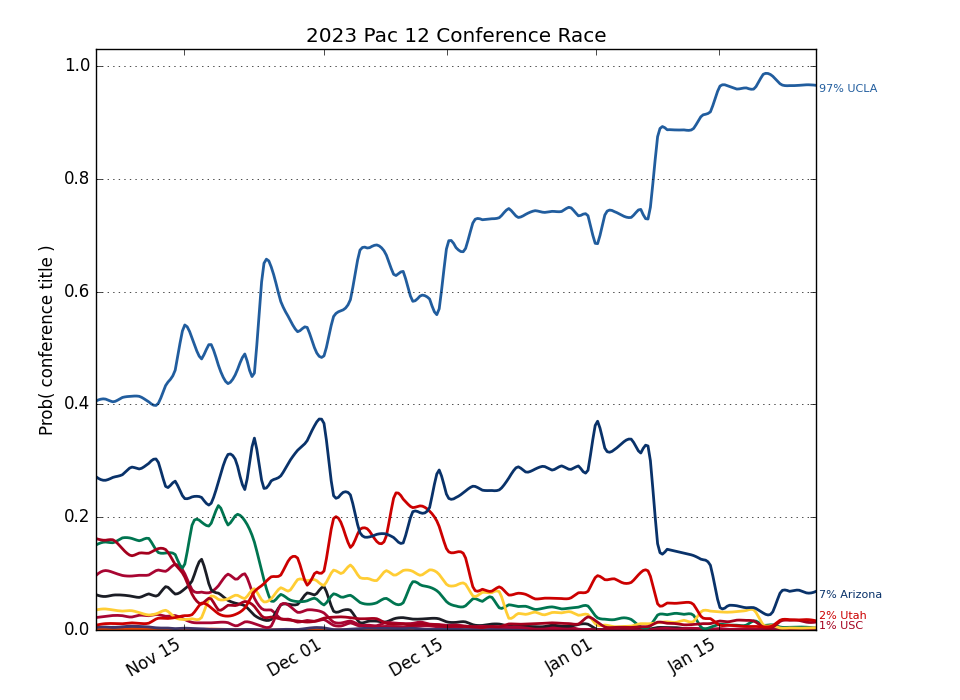 2023 Pac 12 Conference Race
Prob( conference title )
1.0
0.8
0.6
0.4
0.2
0.0
Nov 15
Dec 01
Dec 15
Jan 01
Jan 15
97% UCLA
7% Arizona
2% Utah
1% USC